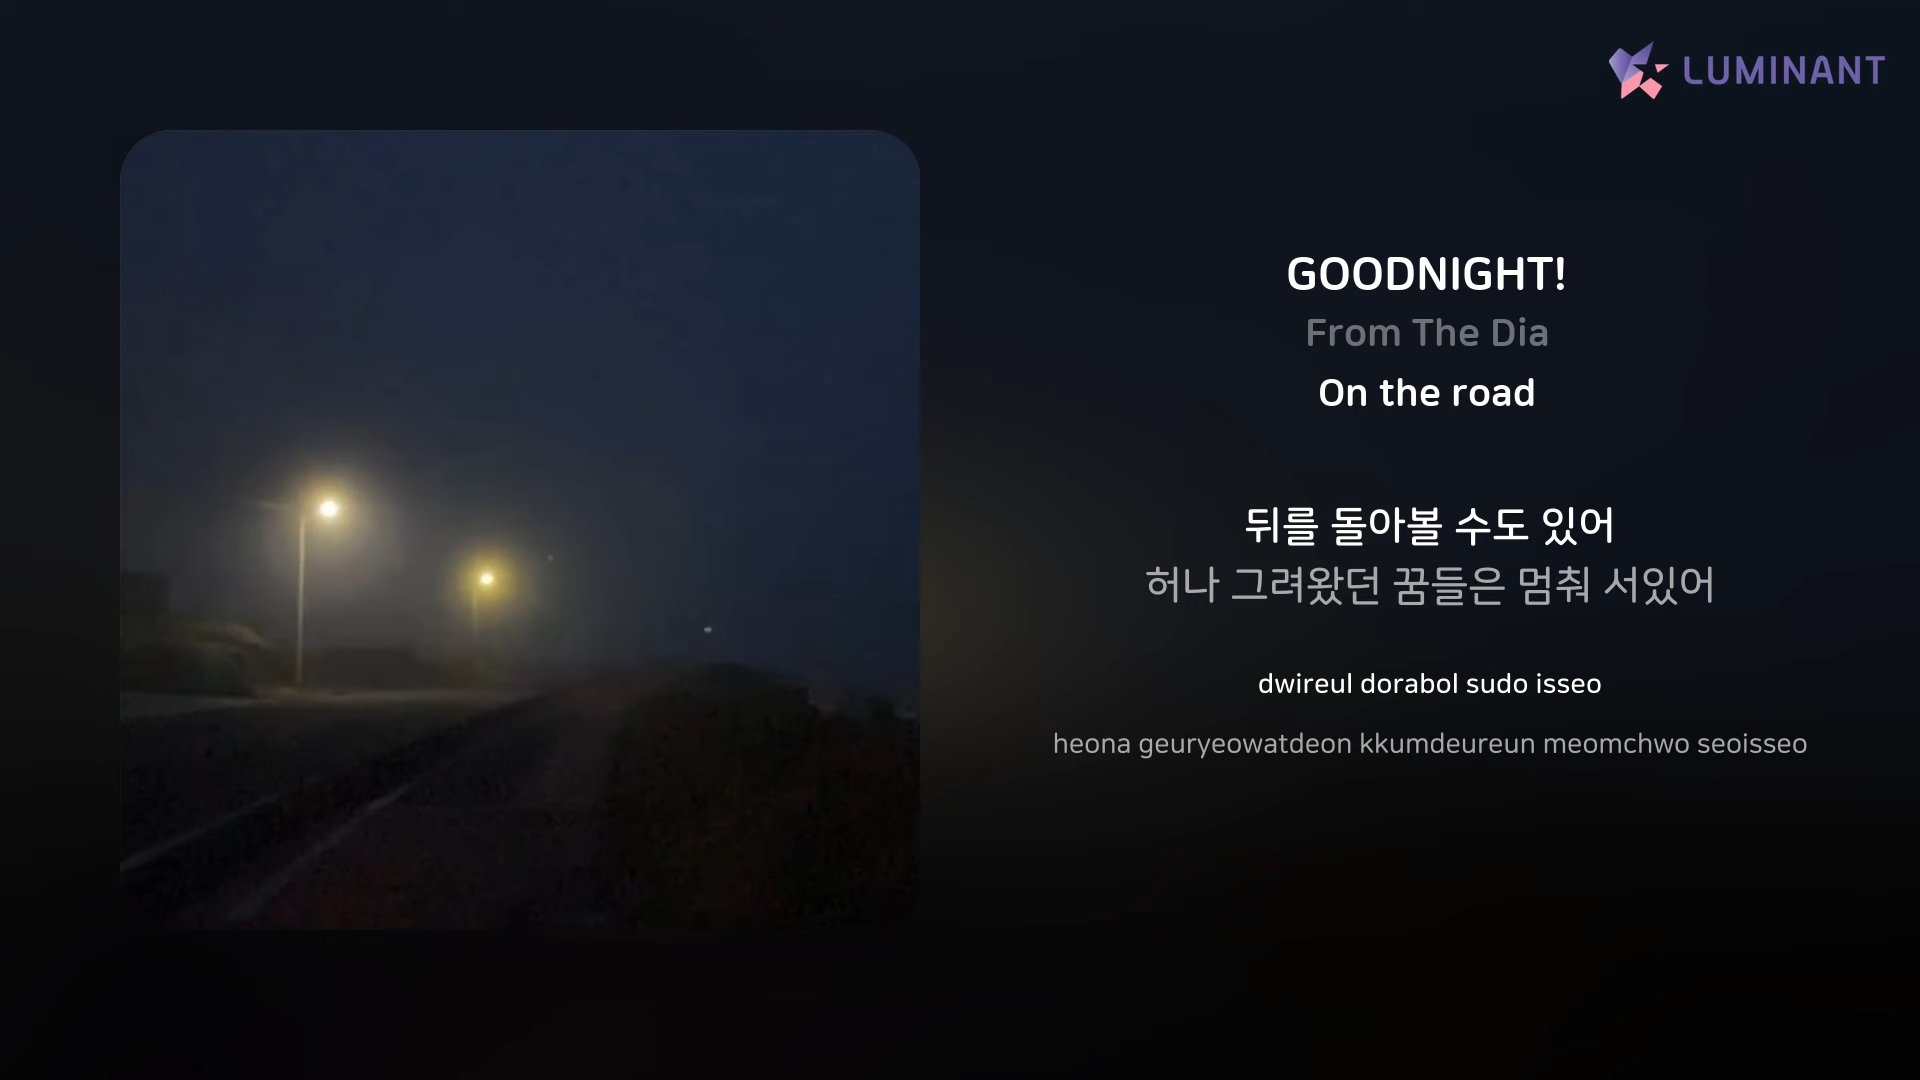 LUMINANT
GOODNIGHT!
From The Dia
On the road
뒤를 돌아볼 수도 있어
허나 그려왔던 꿈들은 멈춰 서있어
dwireul dorabol sudo isseo
heona geuryeowatdeon kkumdeureun meomchwo seoisseo